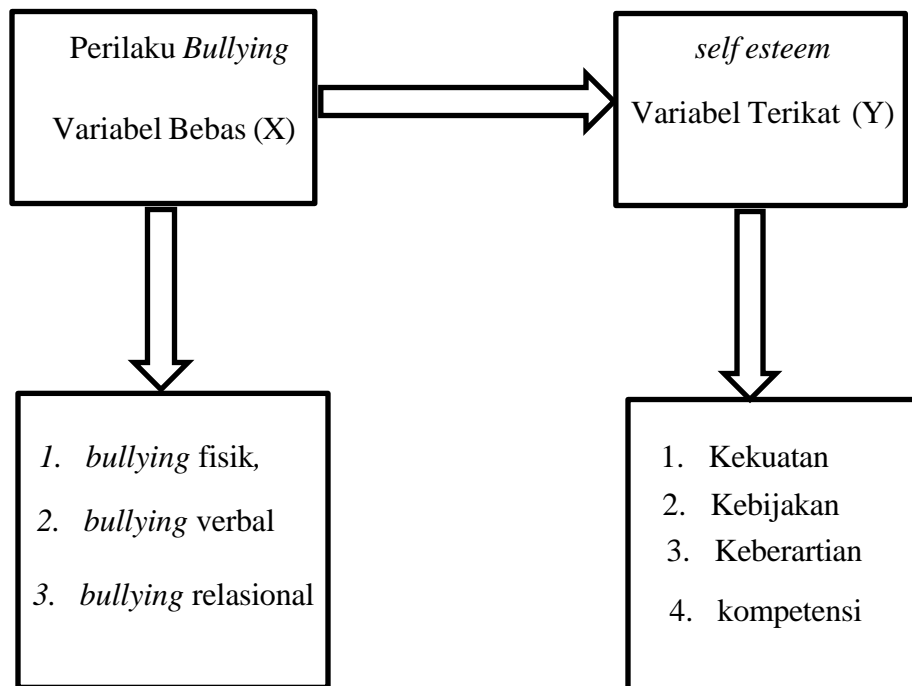 Perilaku Bullying
Variabel Bebas (X)
self esteem
Variabel Terikat (Y)
1. bullying fisik,
2. bullying verbal
3. bullying relasional
1. Kekuatan
2. Kebijakan
3. Keberartian
4. kompetensi